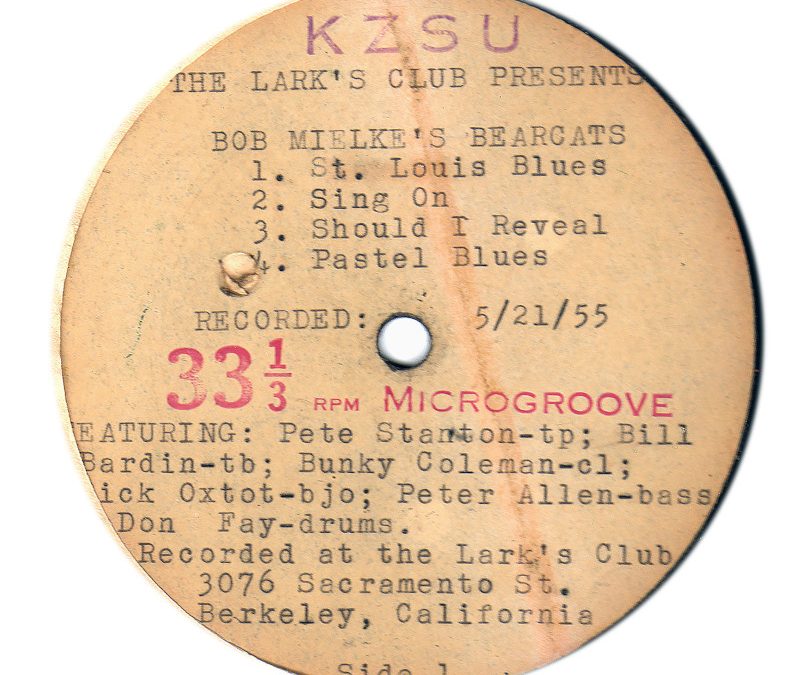 KZSU
THE LARK'S CLUB PRESENTS
BOB MIELKE'S BEARCATS
1. St. Louis Blues
2. Sing On
3. Should I Reveal
4. Pastel Blues
RECORDED: 5/21/55
33 1/3 RPM MICROGROOVE
EATURING: Pete Stanton-tp; Bill
Bardin-tb; Bunky Coleman-cl;
ick Oxtot-bjo; Peter Allen-bass
Don Fay-drums.
Recorded at the Lark's Club
3076 Sacramento St.
Berkeley, California
Side 1